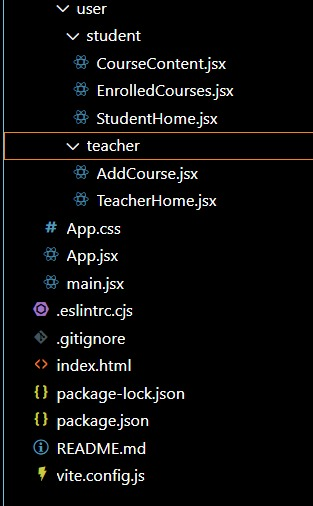 user
student
CourseContent.jsx
EnrolledCourses.jsx
StudentHome.jsx
teacher
AddCourse.jsx
TeacherHome.jsx
# App.css
App.jsx
main.jsx
.eslintrc.cjs
.gitignore
<> index.html
{} package-lock.json
{} package.json
README.md
vite.config.js